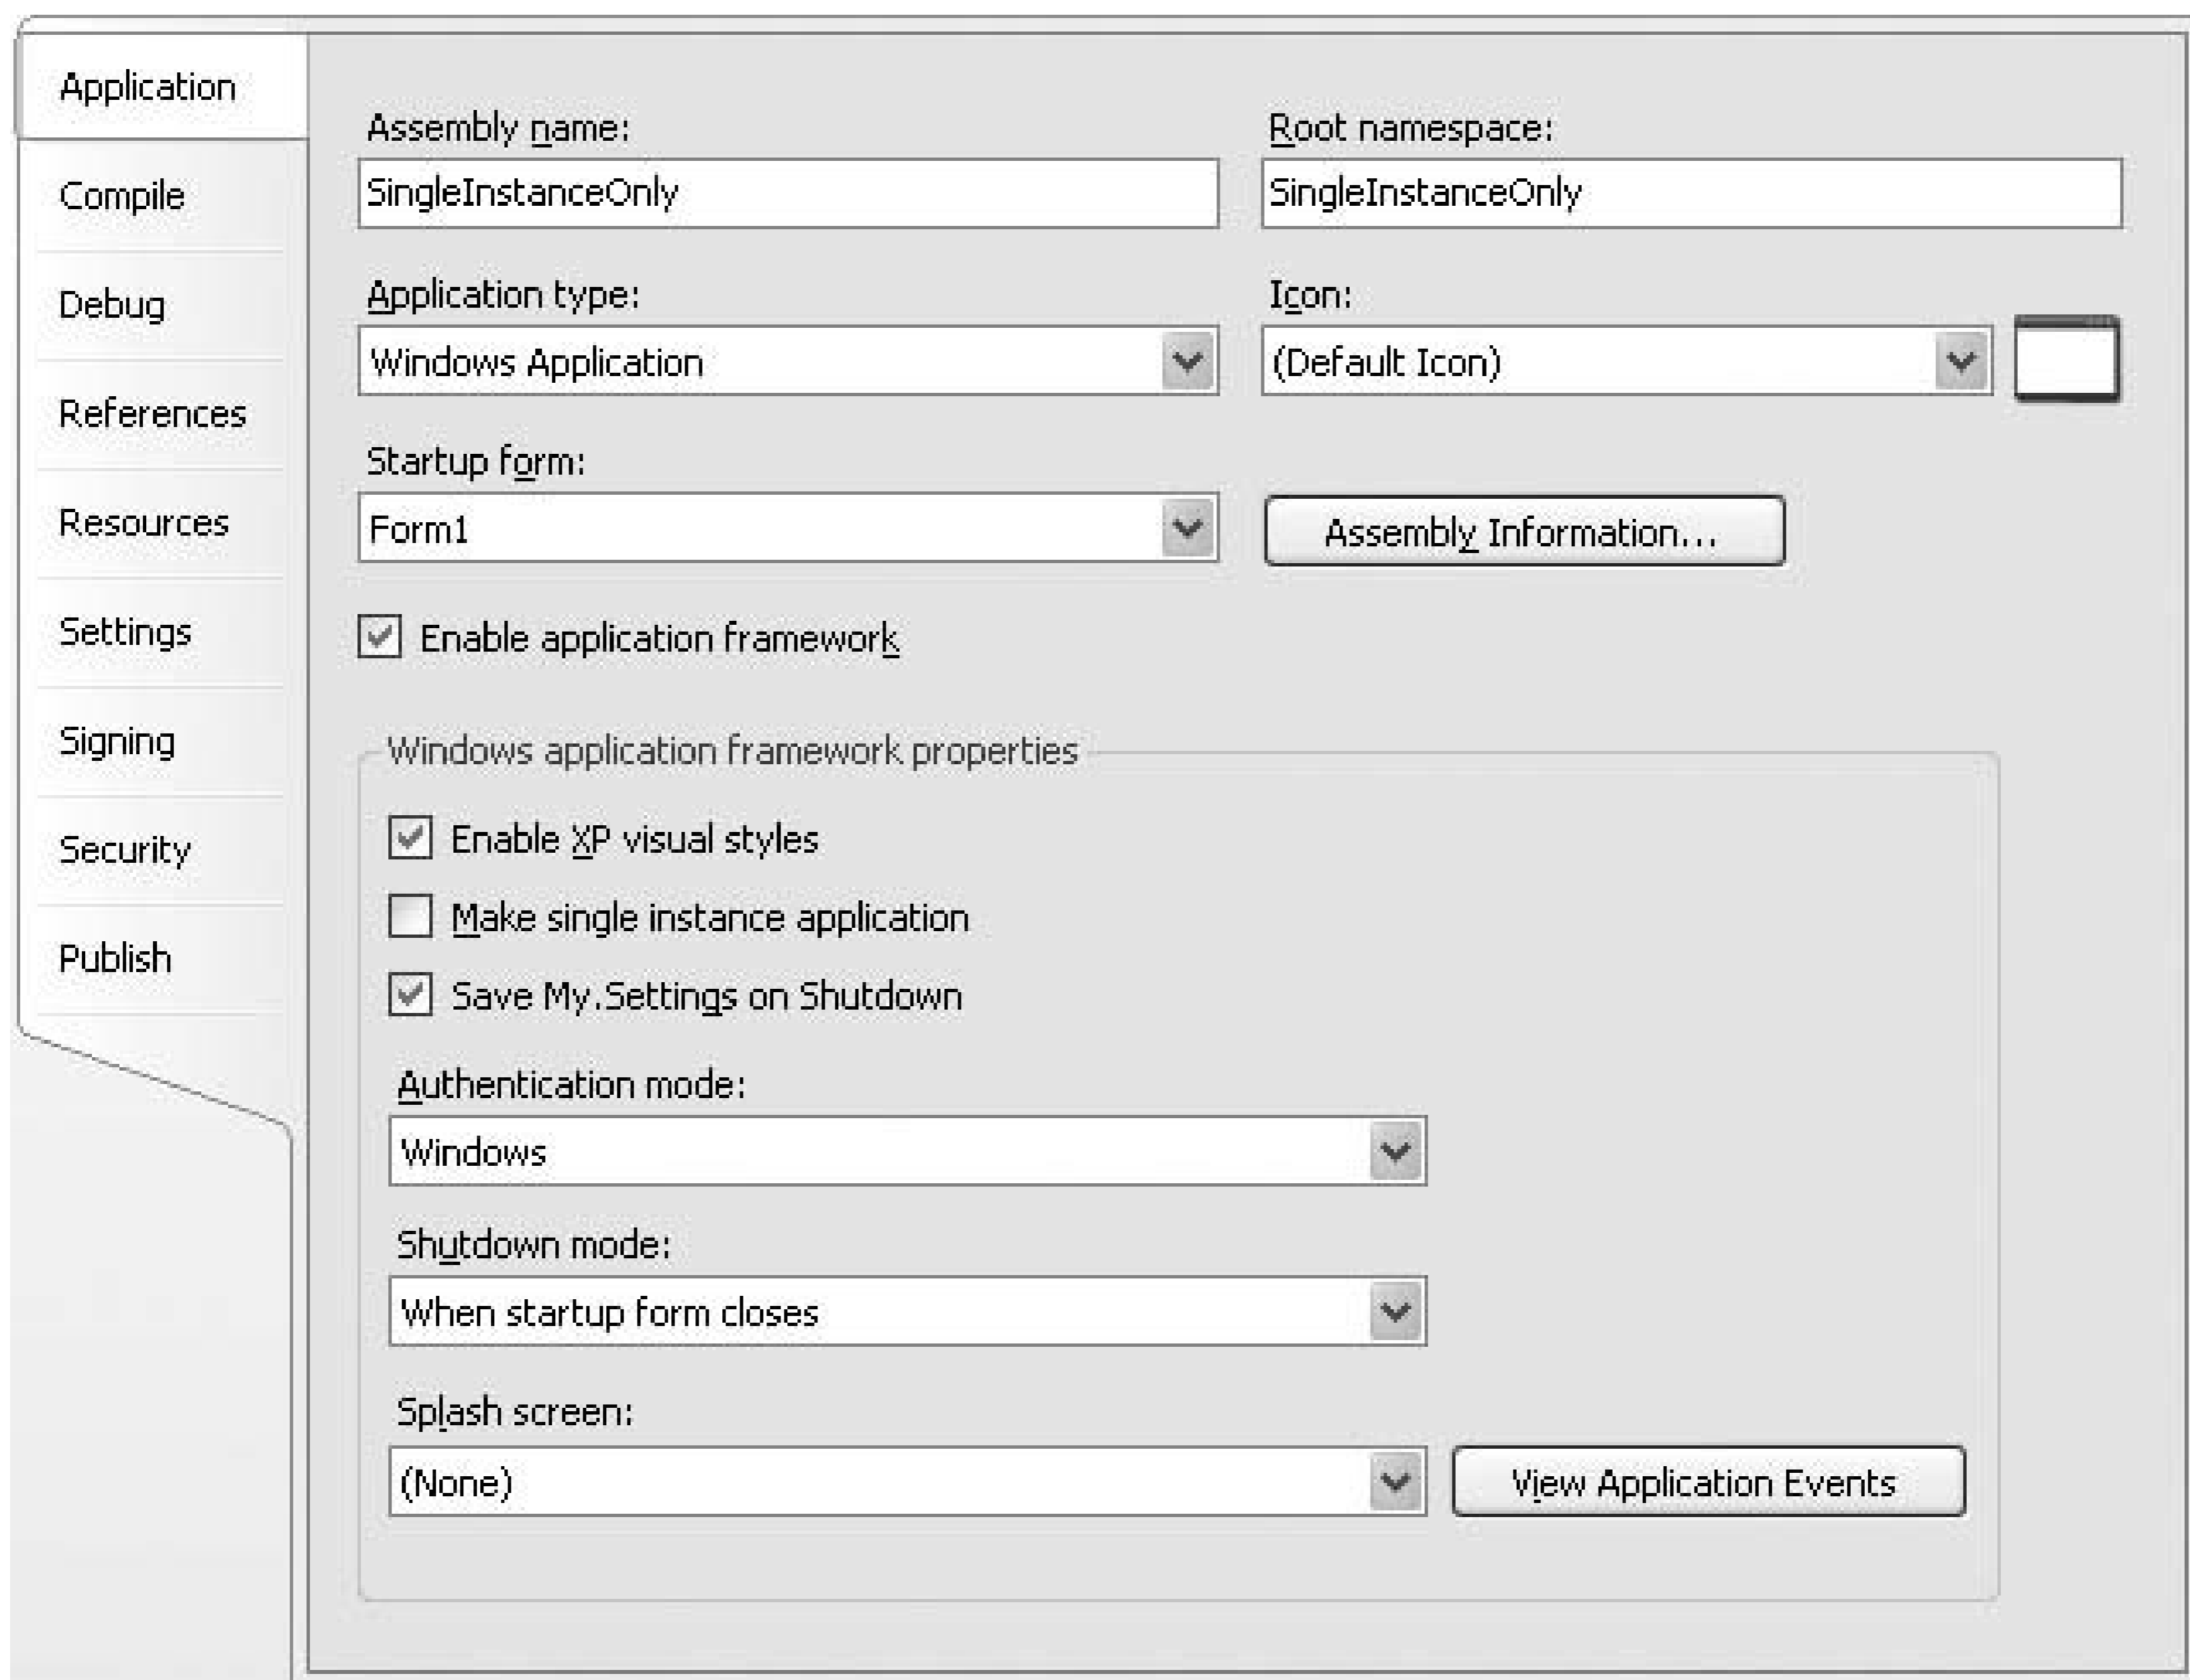 Application
Compile
Debug
References
Resources
Settings
Signing
Security
Publish
Assembly name:
SingleInstanceOnly
Root namespace:
SingleInstanceOnly
Application type:
Windows Application
Icon:
(Default Icon)
Startup form:
Form1
Assembly Information...
Enable application framework
Windows application framework properties
Enable XP visual styles
Make single instance application
Save My.Settings on Shutdown
Authentication mode:
Windows
Shutdown mode:
When startup form closes
Splash screen:
(None)
View Application Events